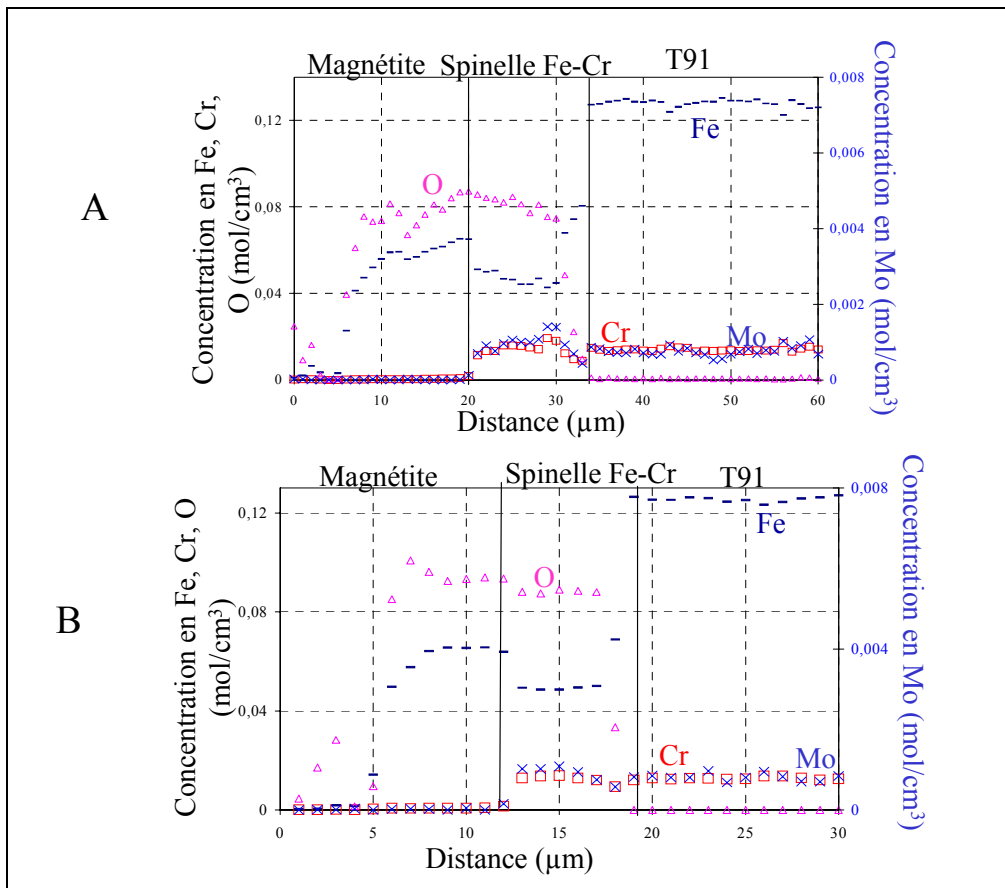 A
Magnétite Spinelle Fe-Cr T91
Concentration en Fe, Cr,
O (mol/cm³)
0,12
0,08
0,04
0
0,008
0,006
0,004
0,002
0
Concentration en Mo (mol/cm³)
O
Fe
Cr
Mo
0 10 20 30 40 50 60
Distance (µm)
B
Magnétite Spinelle Fe-Cr T91
Concentration en Fe, Cr, O
(mol/cm³)
0,12
0,08
0,04
0
0,008
0,004
0
Concentration en Mo (mol/cm³)
O
Fe
Cr
Mo
0 5 10 15 20 25 30
Distance (µm)